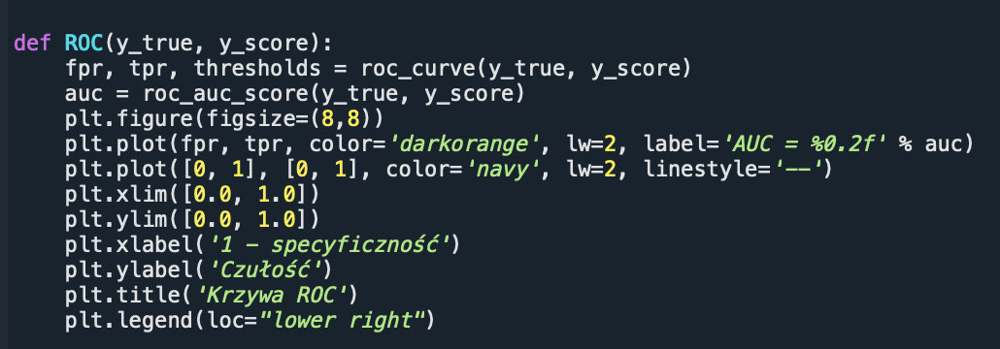 def ROC(y_true, y_score):
    fpr, tpr, thresholds = roc_curve(y_true, y_score)
    auc = roc_auc_score(y_true, y_score)
    plt.figure(figsize=(8,8))
    plt.plot(fpr, tpr, color='darkorange', lw=2, label='AUC = %0.2f' % auc)
    plt.plot([0, 1], [0, 1], color='navy', lw=2, linestyle='--')
    plt.xlim([0.0, 1.0])
    plt.ylim([0.0, 1.0])
    plt.xlabel('1 - specyficzność')
    plt.ylabel('Czułość')
    plt.title('Krzywa ROC')
    plt.legend(loc="lower right")